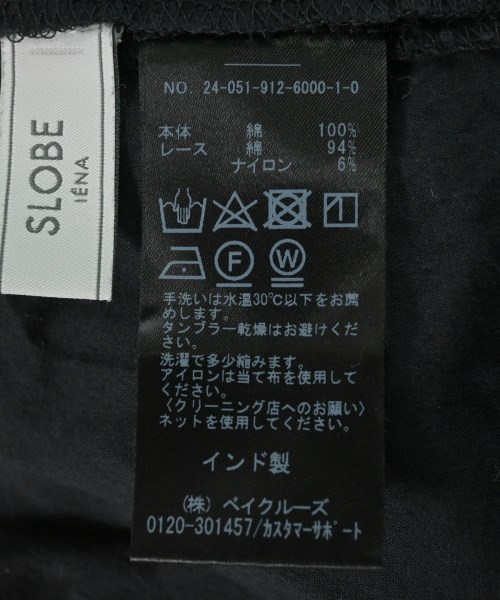 SLOBE
IÉNA
NO. 24-051-912-6000-1-0
本体 綿 100%
レース 綿 94%
ナイロン 6%
F W
手洗いは水温30℃以下をお薦
めします。
タンブラー乾燥はお避けくだ
さい。
洗濯で多少縮みます。
アイロンは当て布を使用して
ください。
〈クリーニング店へのお願い〉
ネットを使用して下さい。
インド製
(株) ベイクルーズ
0120-301457/カスタマーサポート